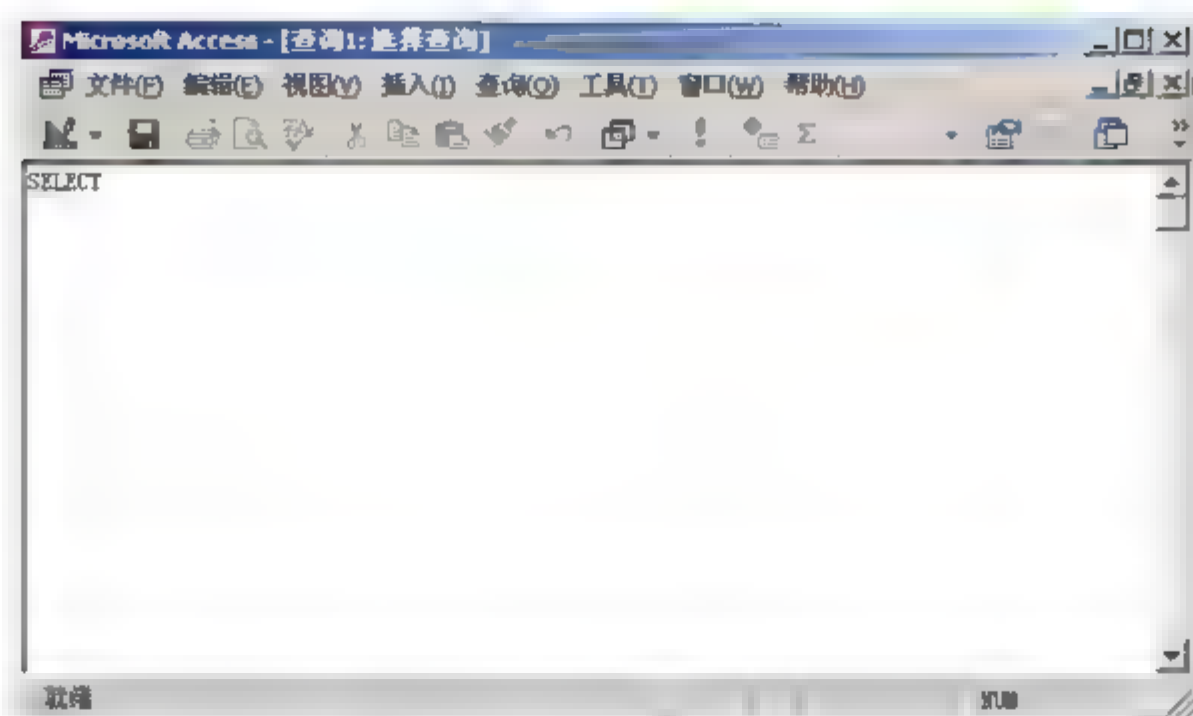 Microsoft Access - [查询1:选择查询]
文件(F) 编辑(E) 视图(V) 插入(I) 查询(Q) 工具(T) 窗口(W) 帮助(H)
SELECT
就绪
NUM